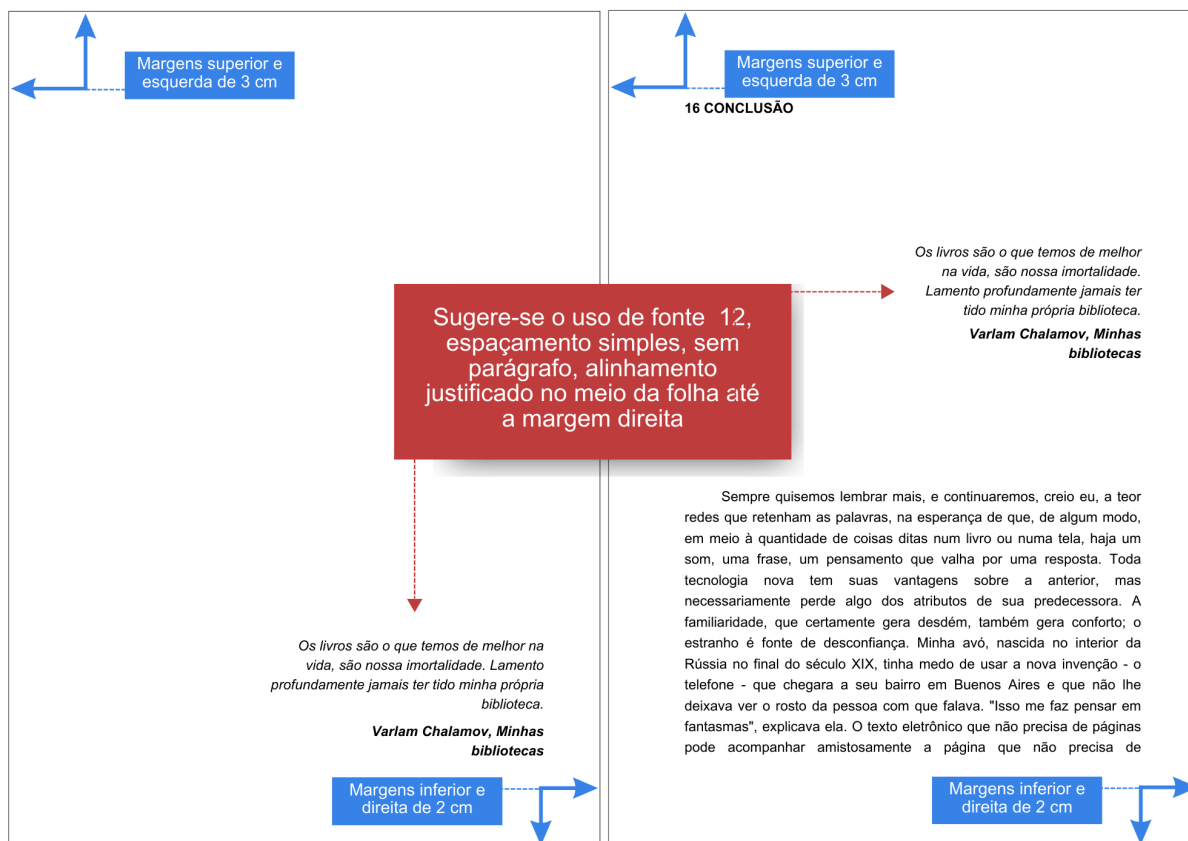 Margens superior e
esquerda de 3 cm
Os livros são o que temos de melhor na
vida, são nossa imortalidade. Lamento
profundamente jamais ter tido minha própria
biblioteca.
Varlam Chalamov, Minhas
bibliotecas
Margens inferior e
direita de 2 cm
Sugere-se o uso de fonte 12,
espaçamento simples, sem
parágrafo, alinhamento
justificado no meio da folha até
a margem direita
Margens superior e
esquerda de 3 cm
16 CONCLUSÃO
Os livros são o que temos de melhor
na vida, são nossa imortalidade.
Lamento profundamente jamais ter
tido minha própria biblioteca.
Varlam Chalamov, Minhas
bibliotecas
Sempre quisemos lembrar mais, e continuaremos, creio eu, a teor
redes que retenham as palavras, na esperança de que, de algum modo,
em meio à quantidade de coisas ditas num livro ou numa tela, haja um
som, uma frase, um pensamento que valha por uma resposta. Toda
tecnologia nova tem suas vantagens sobre a anterior, mas
necessariamente perde algo dos atributos de sua predecessora. A
familiaridade, que certamente gera desdém, também gera conforto; o
estranho é fonte de desconfiança. Minha avó, nascida no interior da
Rússia no final do século XIX, tinha medo de usar a nova invenção - o
telefone - que chegara a seu bairro em Buenos Aires e que não lhe
deixava ver o rosto da pessoa com que falava. "Isso me faz pensar em
fantasmas", explicava ela. O texto eletrônico que não precisa de páginas
pode acompanhar amistosamente a página que não precisa de
Margens inferior e
direita de 2 cm